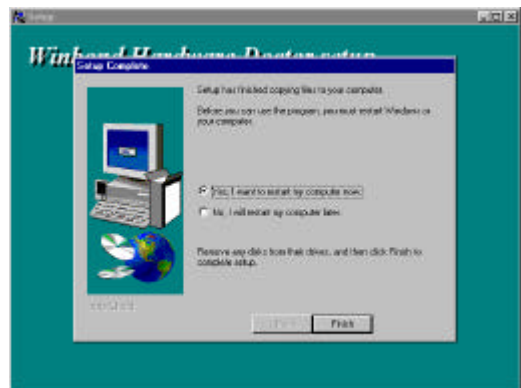 Setup
Winbond Hardware Doctor setup
Setup Complete
Setup has finished copying files to your computer.
Before you can use the program, you must restart Windows or
your computer.
Yes, I want to restart my computer now.
No, I will restart my computer later.
Remove any disks from their drives, and then click Finish to
complete setup.
Finish